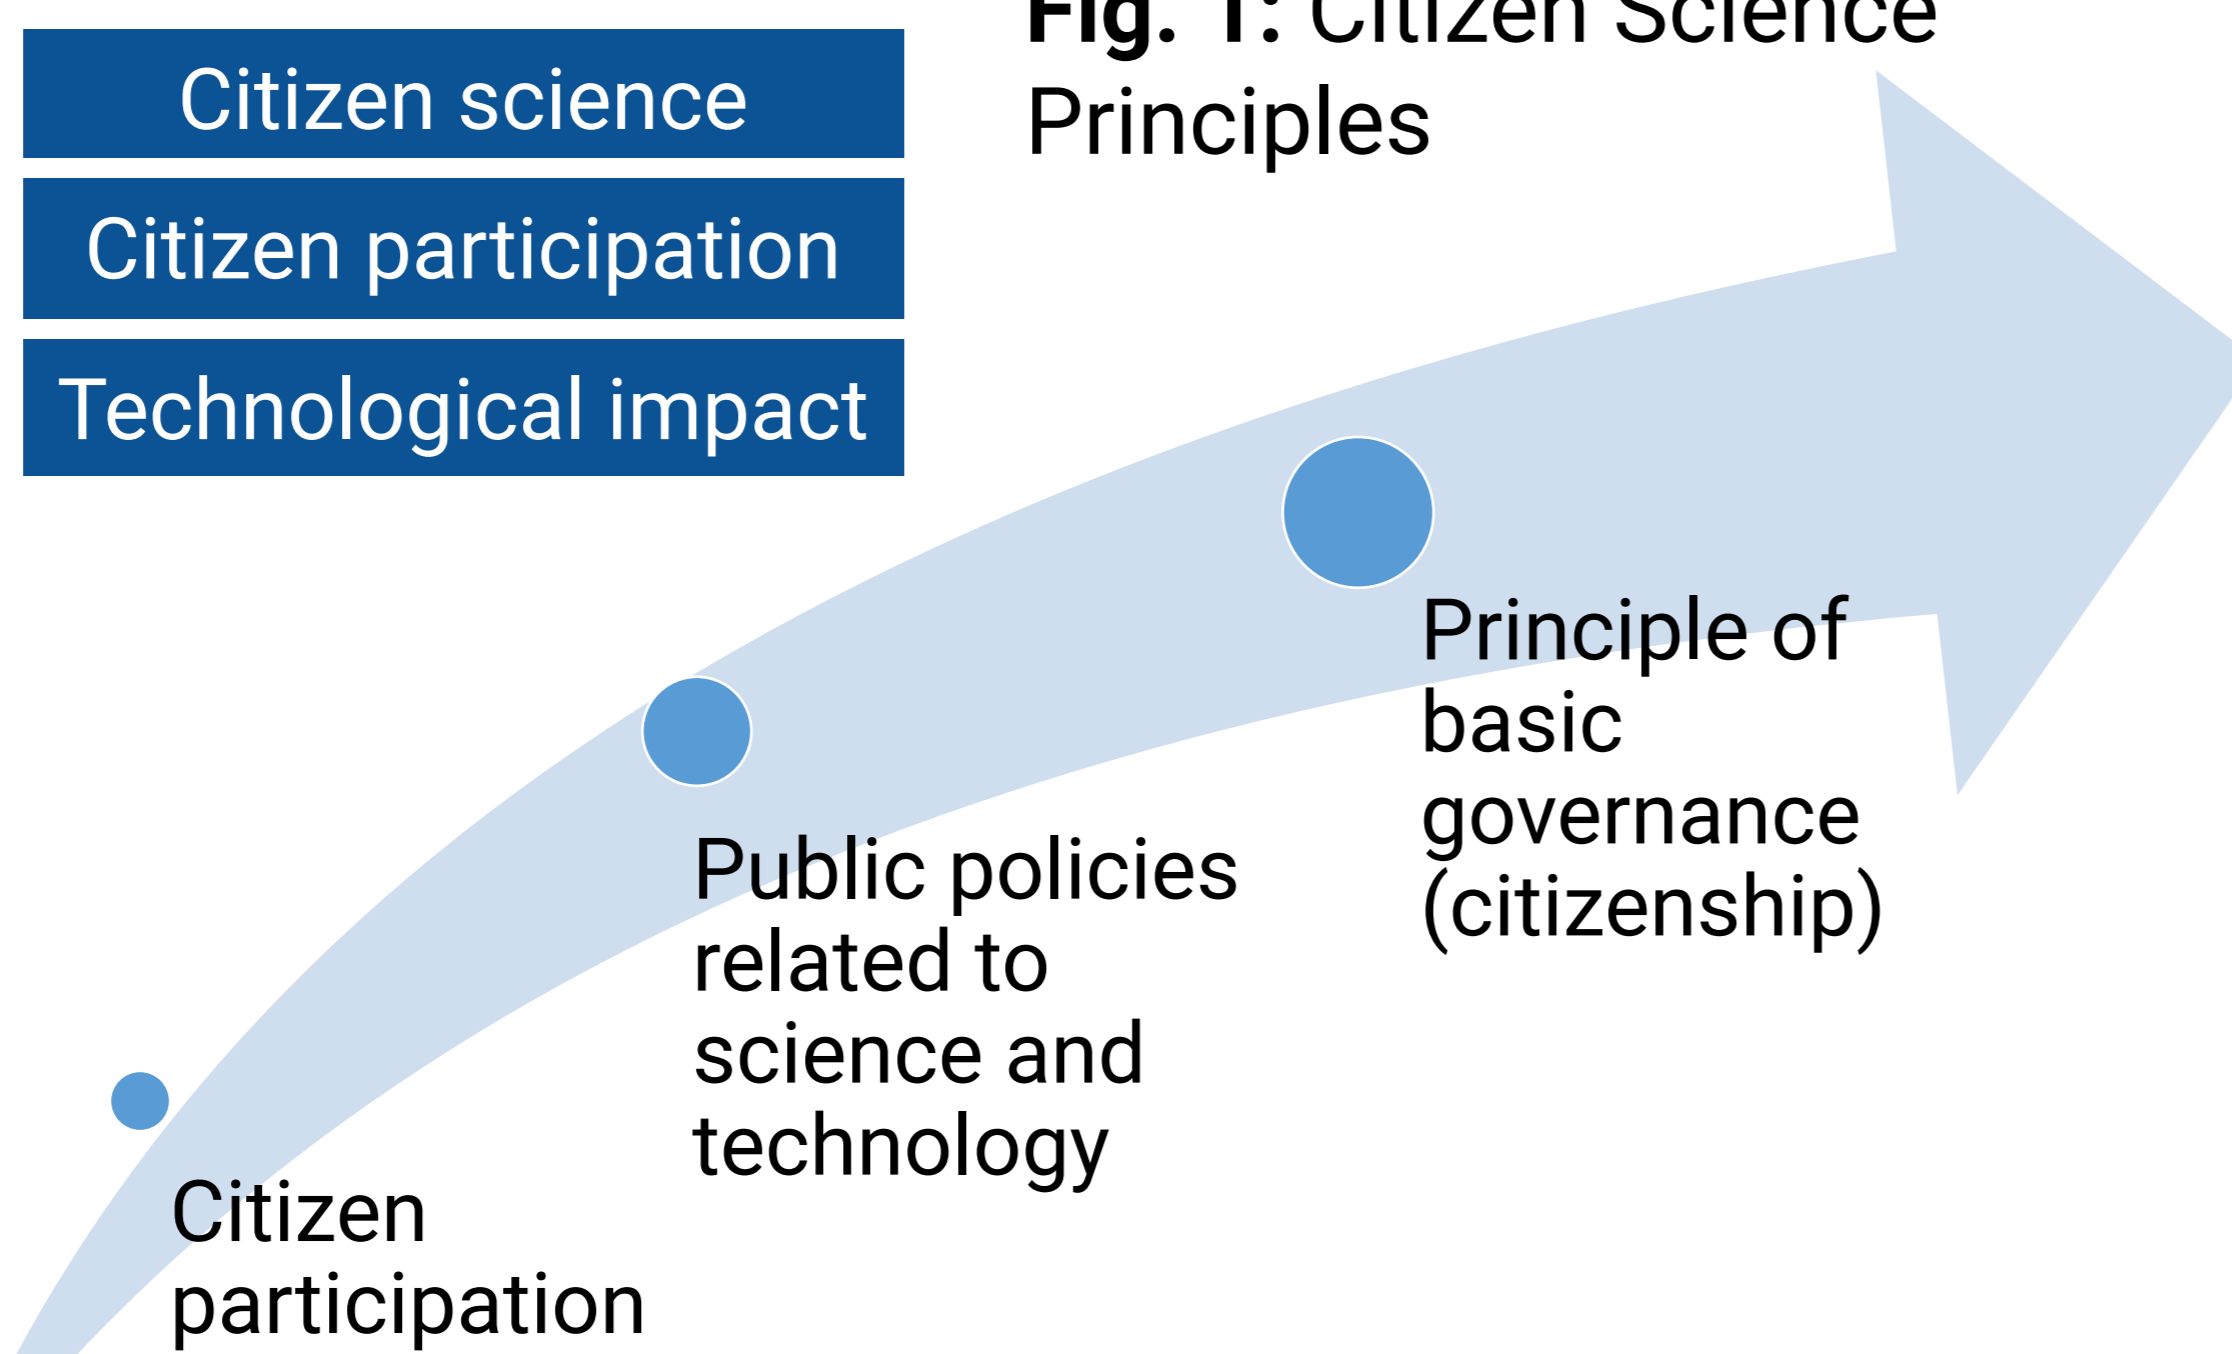 Fig. 1: Citizen Science
Principles
Citizen science
Citizen participation
Technological impact
Principle of
basic
governance
(citizenship)
Public policies
related to
science and
technology
Citizen
participation